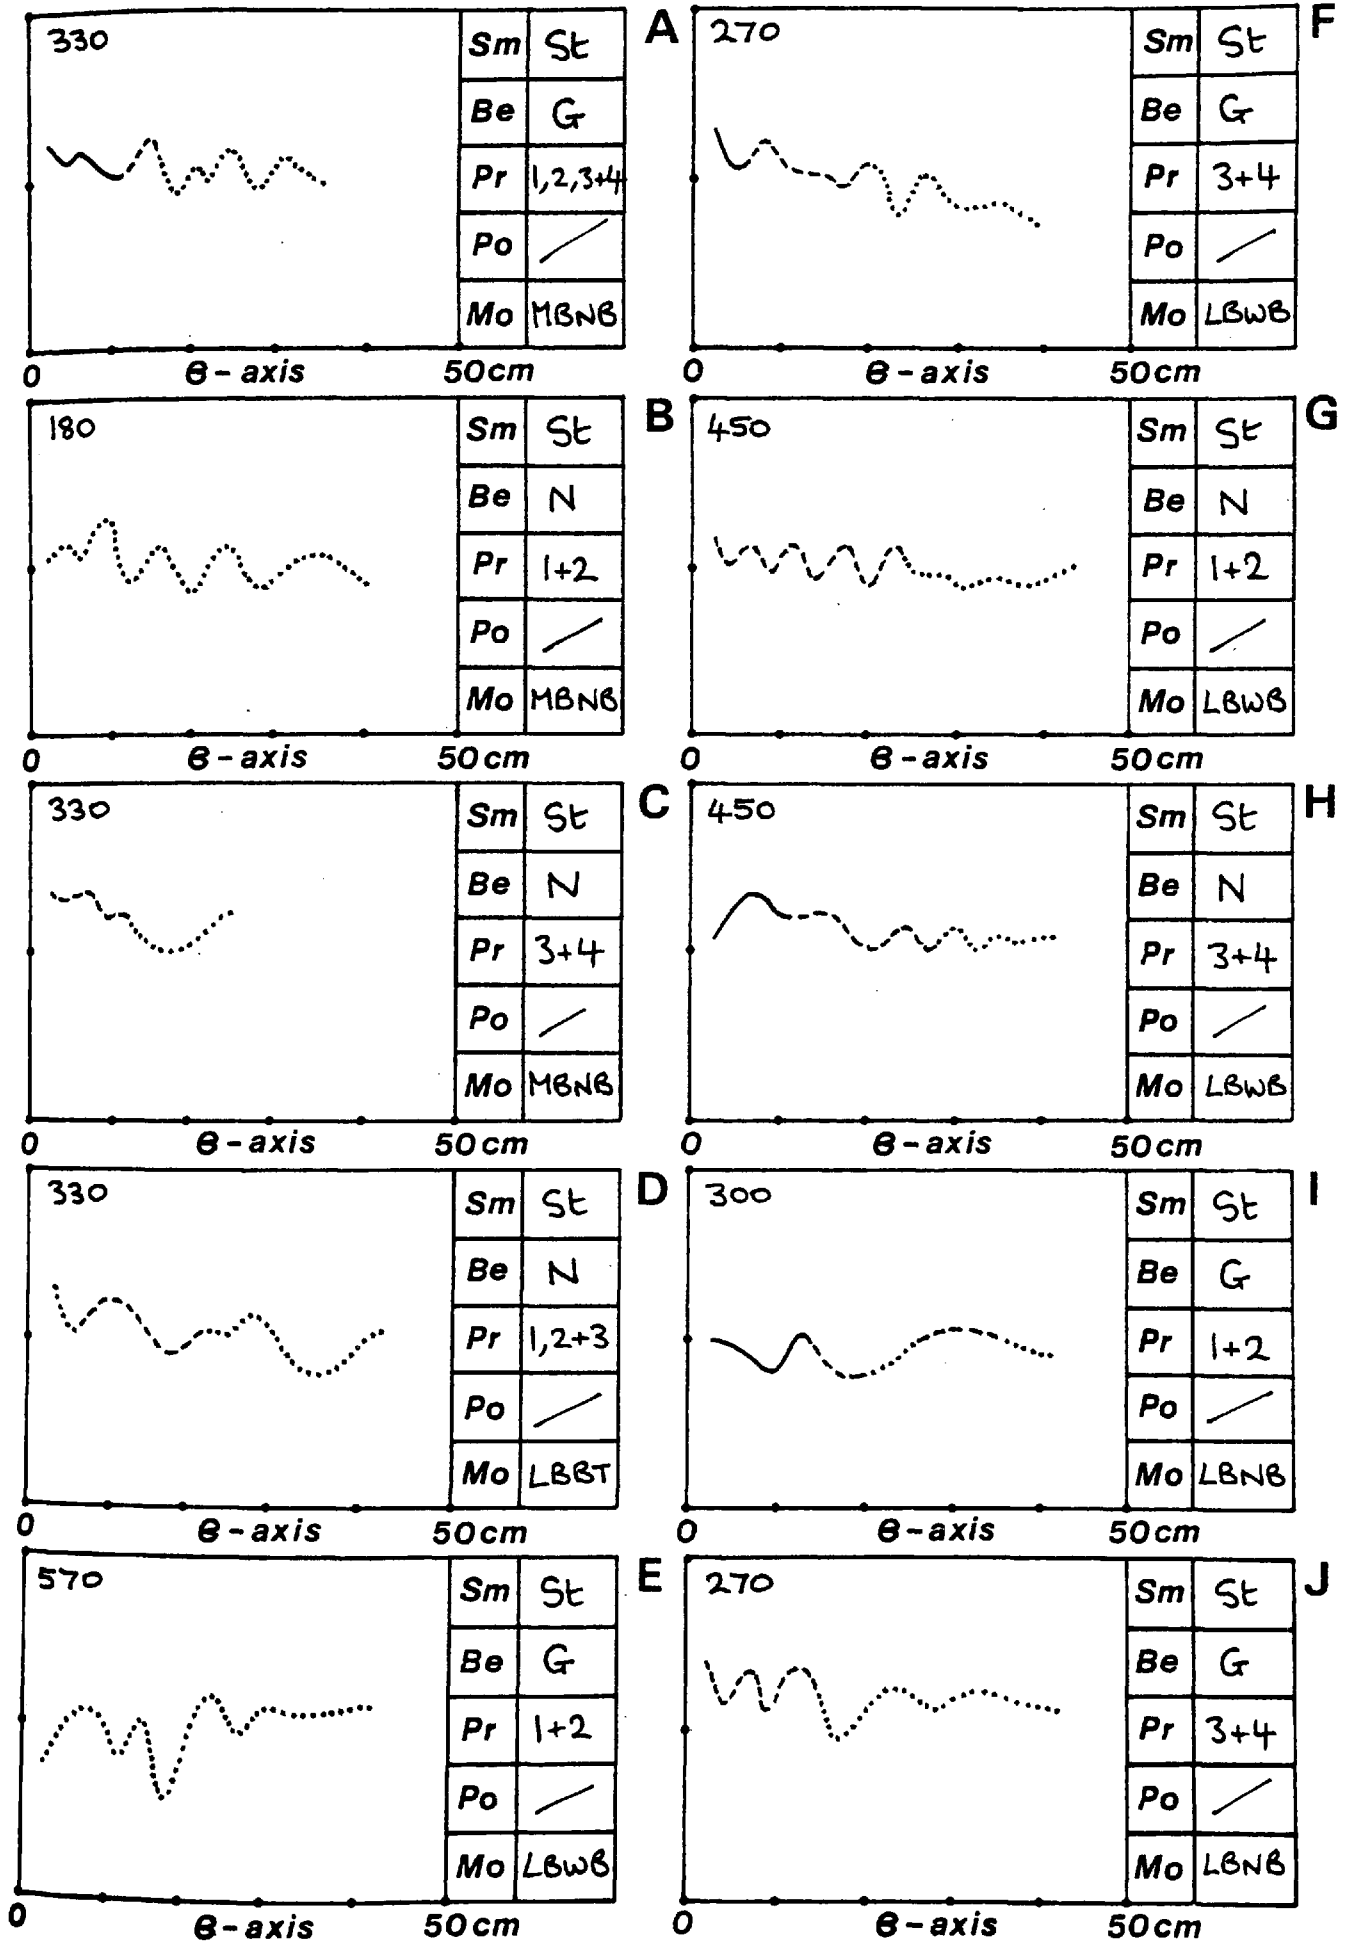 330
Sm St
Be G
Pr 1,2,3+4
Po /
Mo MBNB
0 ɵ-axis 50cm
A
270
Sm St
Be G
Pr 3+4
Po /
Mo LBWB
0 ɵ-axis 50cm
F
180
Sm St
Be N
Pr 1+2
Po /
Mo MBNB
0 ɵ-axis 50cm
B
450
Sm St
Be N
Pr 1+2
Po /
Mo LBWB
0 ɵ-axis 50cm
G
330
Sm St
Be N
Pr 3+4
Po /
Mo MBNB
0 ɵ-axis 50cm
C
450
Sm St
Be N
Pr 3+4
Po /
Mo LBWB
0 ɵ-axis 50cm
H
330
Sm St
Be N
Pr 1,2+3
Po /
Mo LBBT
0 ɵ-axis 50cm
D
300
Sm St
Be G
Pr 1+2
Po /
Mo LBNB
0 ɵ-axis 50cm
I
570
Sm St
Be G
Pr 1+2
Po /
Mo LBWB
0 ɵ-axis 50cm
E
270
Sm St
Be G
Pr 3+4
Po /
Mo LBNB
0 ɵ-axis 50cm
J